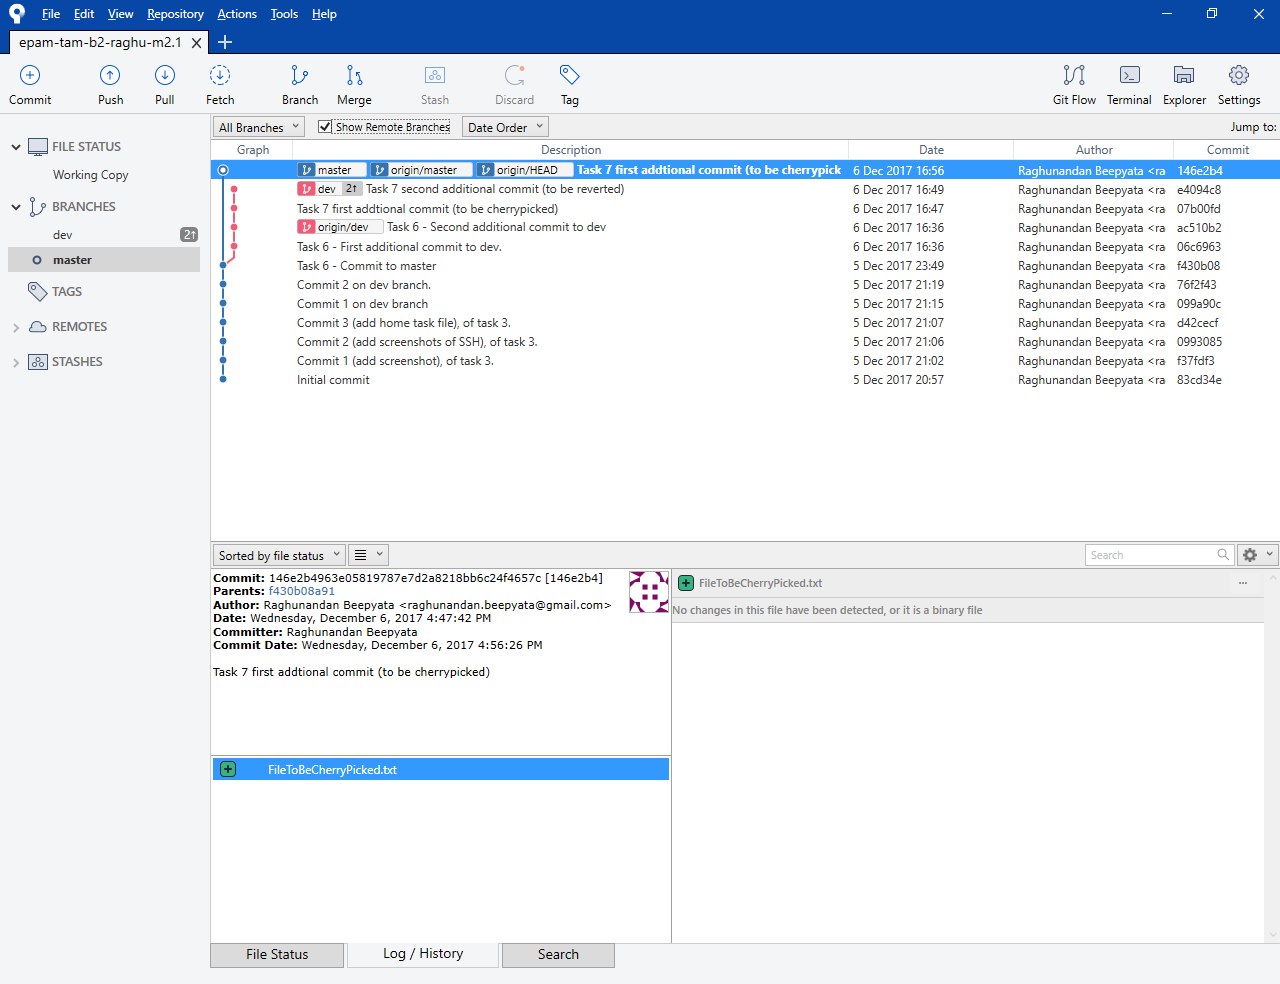 File Edit View Repository Actions Tools Help
epam-tam-b2-raghu-m2.1
Commit Push Pull Fetch Branch Merge Stash Discard Tag Git Flow Terminal Explorer Settings
All Branches Show Remote Branches Date Order Jump to:
FILE STATUS
Working Copy
BRANCHES
dev 2↑
master
TAGS
REMOTES
STASHES
Graph Description Date Author Commit
master origin/master origin/HEAD Task 7 first addtional commit (to be cherrypick 6 Dec 2017 16:56 Raghunandan Beepyata <ra 146e2b4
dev 2↑ Task 7 second additional commit (to be reverted) 6 Dec 2017 16:49 Raghunandan Beepyata <ra e4094c8
Task 7 first addtional commit (to be cherrypicked) 6 Dec 2017 16:47 Raghunandan Beepyata <ra 07b00fd
origin/dev Task 6 - Second additional commit to dev 6 Dec 2017 16:36 Raghunandan Beepyata <ra ac510b2
Task 6 - First additional commit to dev. 6 Dec 2017 16:36 Raghunandan Beepyata <ra 06c6963
Task 6 - Commit to master 5 Dec 2017 23:49 Raghunandan Beepyata <ra f430b08
Commit 2 on dev branch. 5 Dec 2017 21:19 Raghunandan Beepyata <ra 76f2f43
Commit 1 on dev branch 5 Dec 2017 21:15 Raghunandan Beepyata <ra 099a90c
Commit 3 (add home task file), of task 3. 5 Dec 2017 21:07 Raghunandan Beepyata <ra d42cecf
Commit 2 (add screenshots of SSH), of task 3. 5 Dec 2017 21:06 Raghunandan Beepyata <ra 0993085
Commit 1 (add screenshot), of task 3. 5 Dec 2017 21:02 Raghunandan Beepyata <ra f37fdf3
Initial commit 5 Dec 2017 20:57 Raghunandan Beepyata <ra 83cd34e
Sorted by file status Search
Commit: 146e2b4963e05819787e7d2a8218bb6c24f4657c [146e2b4]
Parents: f430b08a91
Author: Raghunandan Beepyata <raghunandan.beepyata@gmail.com>
Date: Wednesday, December 6, 2017 4:47:42 PM
Committer: Raghunandan Beepyata
Commit Date: Wednesday, December 6, 2017 4:56:26 PM
Task 7 first addtional commit (to be cherrypicked)
FileToBeCherryPicked.txt
FileToBeCherryPicked.txt ...
No changes in this file have been detected, or it is a binary file
File Status Log / History Search